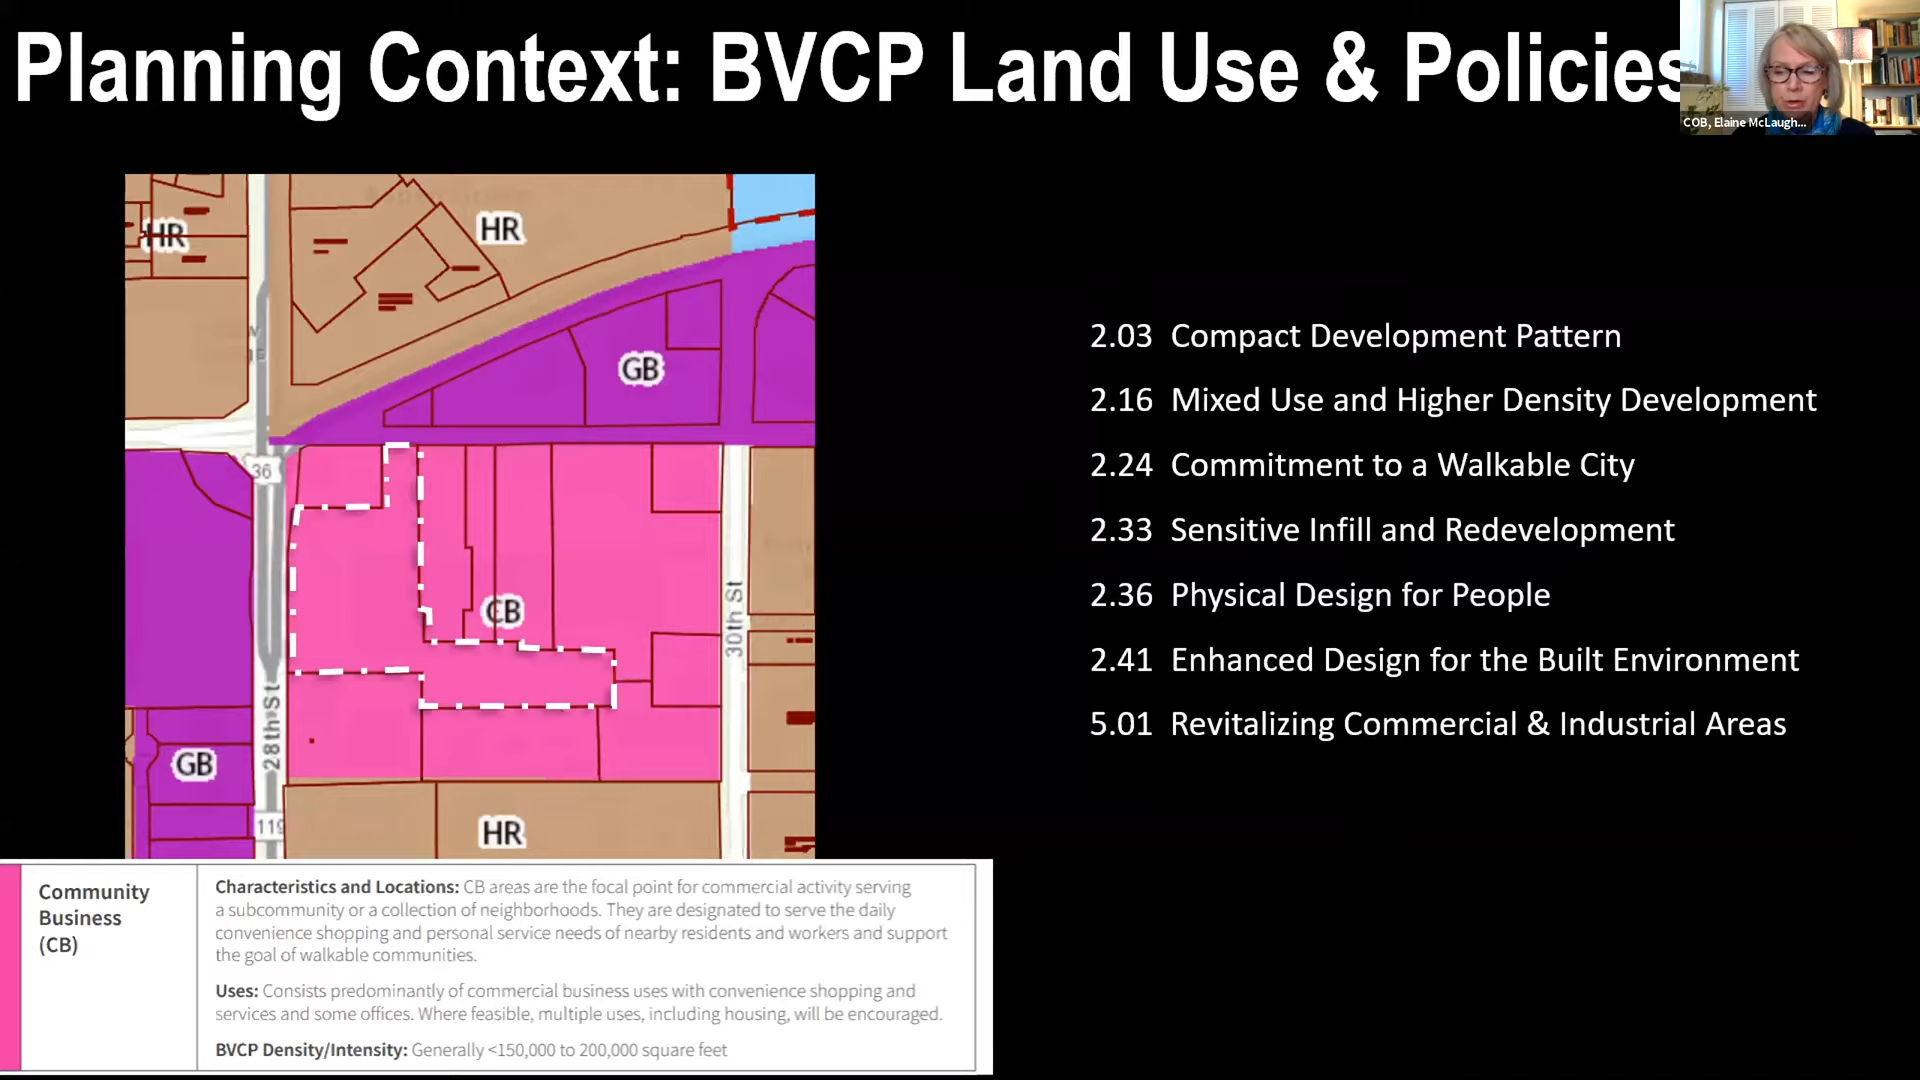 Planning Context: BVCP Land Use & Policies
COB, Elaine McLaugh...
HR
HR
GB
36
CB
30th St
28th St
GB
119
HR
2.03 Compact Development Pattern
2.16 Mixed Use and Higher Density Development
2.24 Commitment to a Walkable City
2.33 Sensitive Infill and Redevelopment
2.36 Physical Design for People
2.41 Enhanced Design for the Built Environment
5.01 Revitalizing Commercial & Industrial Areas
Community
Business
(CB)
Characteristics and Locations: CB areas are the focal point for commercial activity serving
a subcommunity or a collection of neighborhoods. They are designated to serve the daily
convenience shopping and personal service needs of nearby residents and workers and support
the goal of walkable communities.
Uses: Consists predominantly of commercial business uses with convenience shopping and
services and some offices. Where feasible, multiple uses, including housing, will be encouraged.
BVCP Density/Intensity: Generally <150,000 to 200,000 square feet